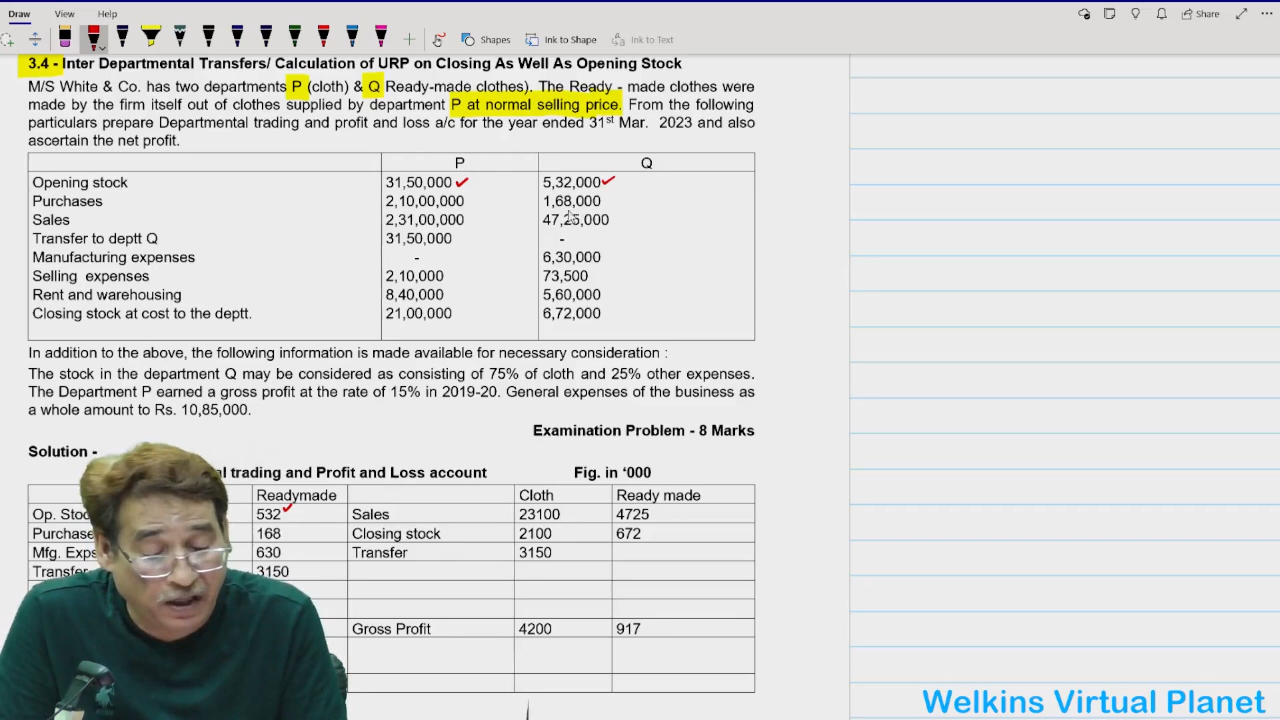 Draw View Help
Share
Shapes Ink to Shape Ink to Text
3.4 - Inter Departmental Transfers/ Calculation of URP on Closing As Well As Opening Stock
M/S White & Co. has two departments P (cloth) & Q Ready-made clothes). The Ready - made clothes were
made by the firm itself out of clothes supplied by department P at normal selling price. From the following
particulars prepare Departmental trading and profit and loss a/c for the year ended 31st Mar. 2023 and also
ascertain the net profit.
P Q
Opening stock 31,50,000 5,32,000
Purchases 2,10,00,000 1,68,000
Sales 2,31,00,000 47,25,000
Transfer to deptt Q 31,50,000 -
Manufacturing expenses - 6,30,000
Selling expenses 2,10,000 73,500
Rent and warehousing 8,40,000 5,60,000
Closing stock at cost to the deptt. 21,00,000 6,72,000
In addition to the above, the following information is made available for necessary consideration :
The stock in the department Q may be considered as consisting of 75% of cloth and 25% other expenses.
The Department P earned a gross profit at the rate of 15% in 2019-20. General expenses of the business as
a whole amount to Rs. 10,85,000.
Examination Problem - 8 Marks
Solution -
trading and Profit and Loss account Fig. in ‘000
Readymade Cloth Ready made
Op. 532 Sales 23100 4725
168 Closing stock 2100 672
Mfg. Exps 630 Transfer 3150
Transfer 3150
Gross Profit 4200 917
Welkins Virtual Planet